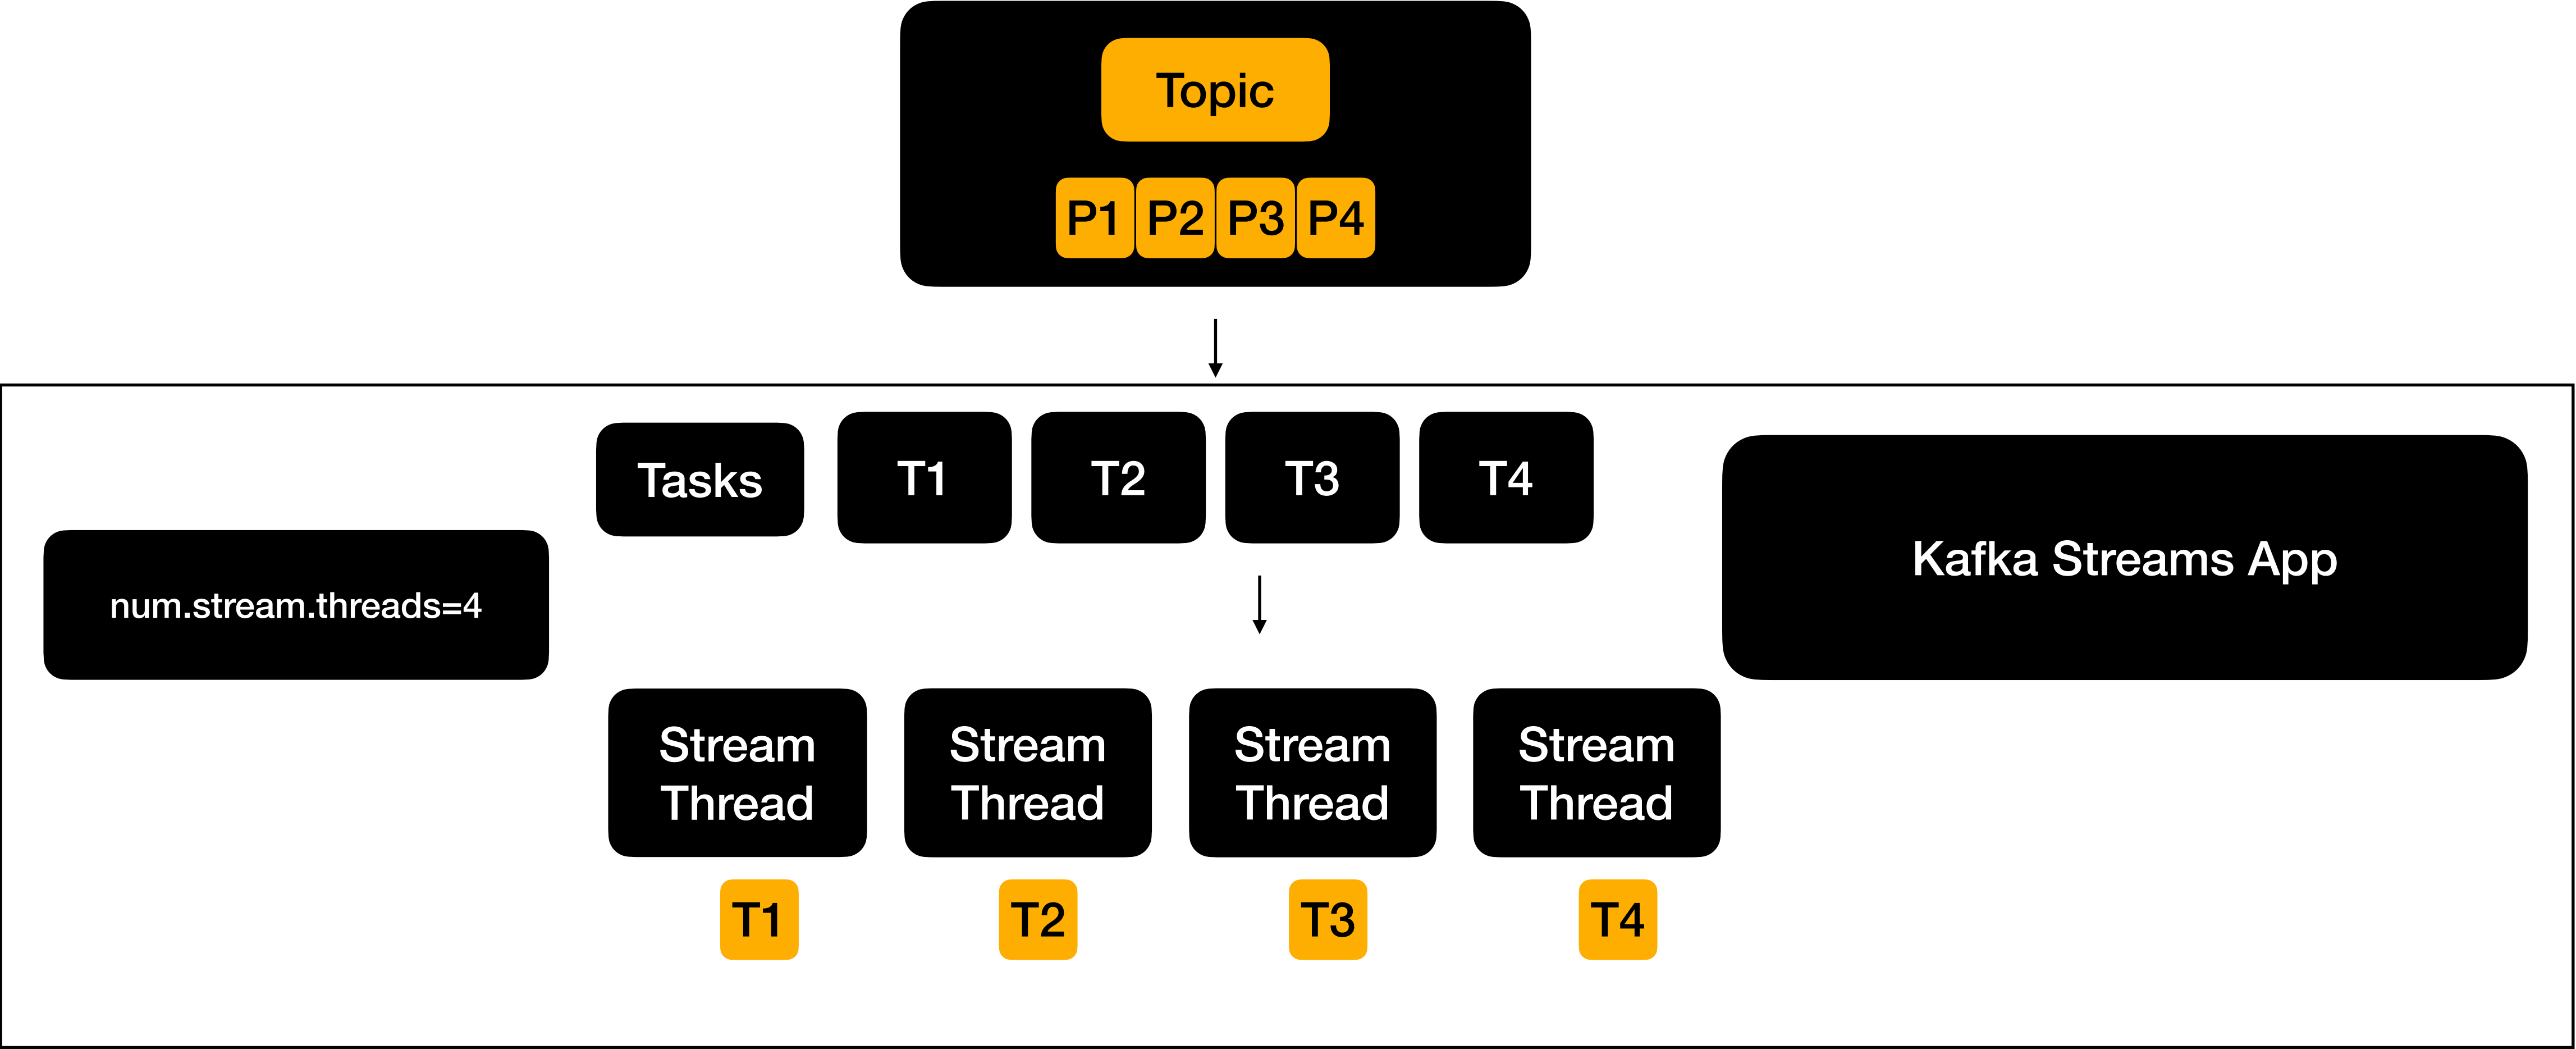 Topic
P1 P2 P3 P4
Tasks T1 T2 T3 T4
Kafka Streams App
num.stream.threads=4
Stream Stream Stream Stream
Thread Thread Thread Thread
T1 T2 T3 T4